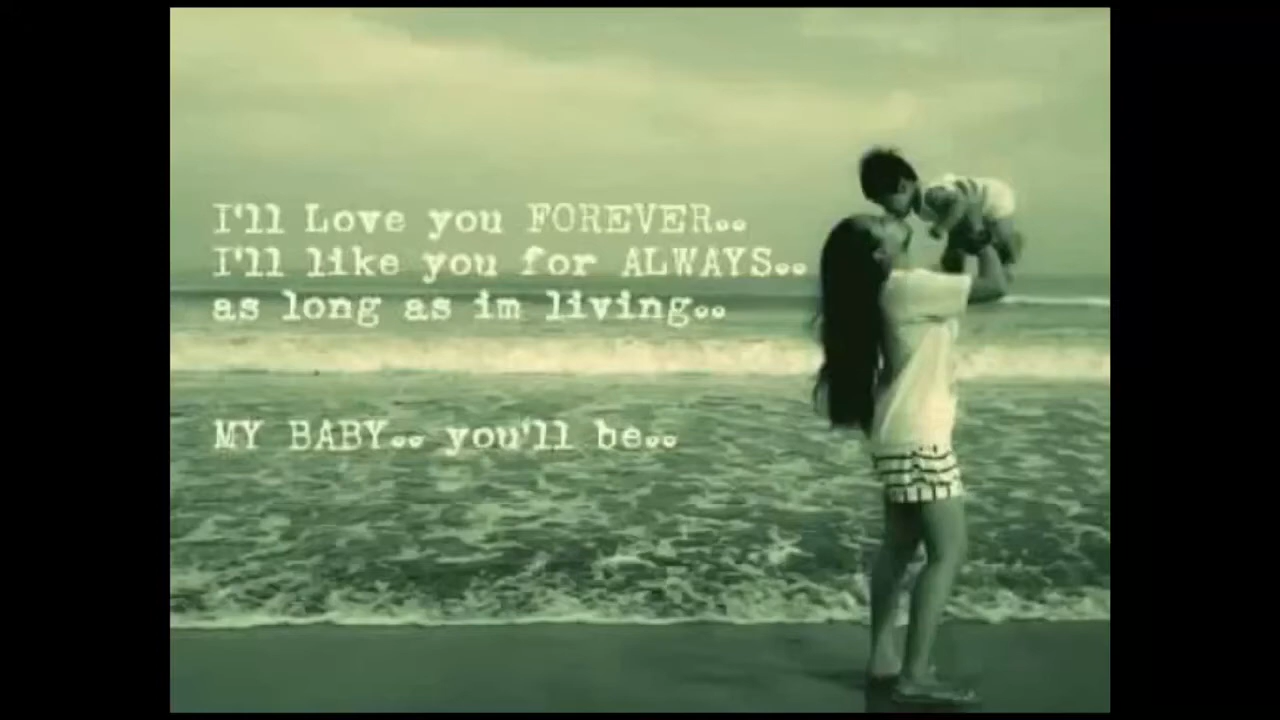 I'll Love you FOREVER..
I'll like you for ALWAYS..
as long as im living..
MY BABY.. you'll be..